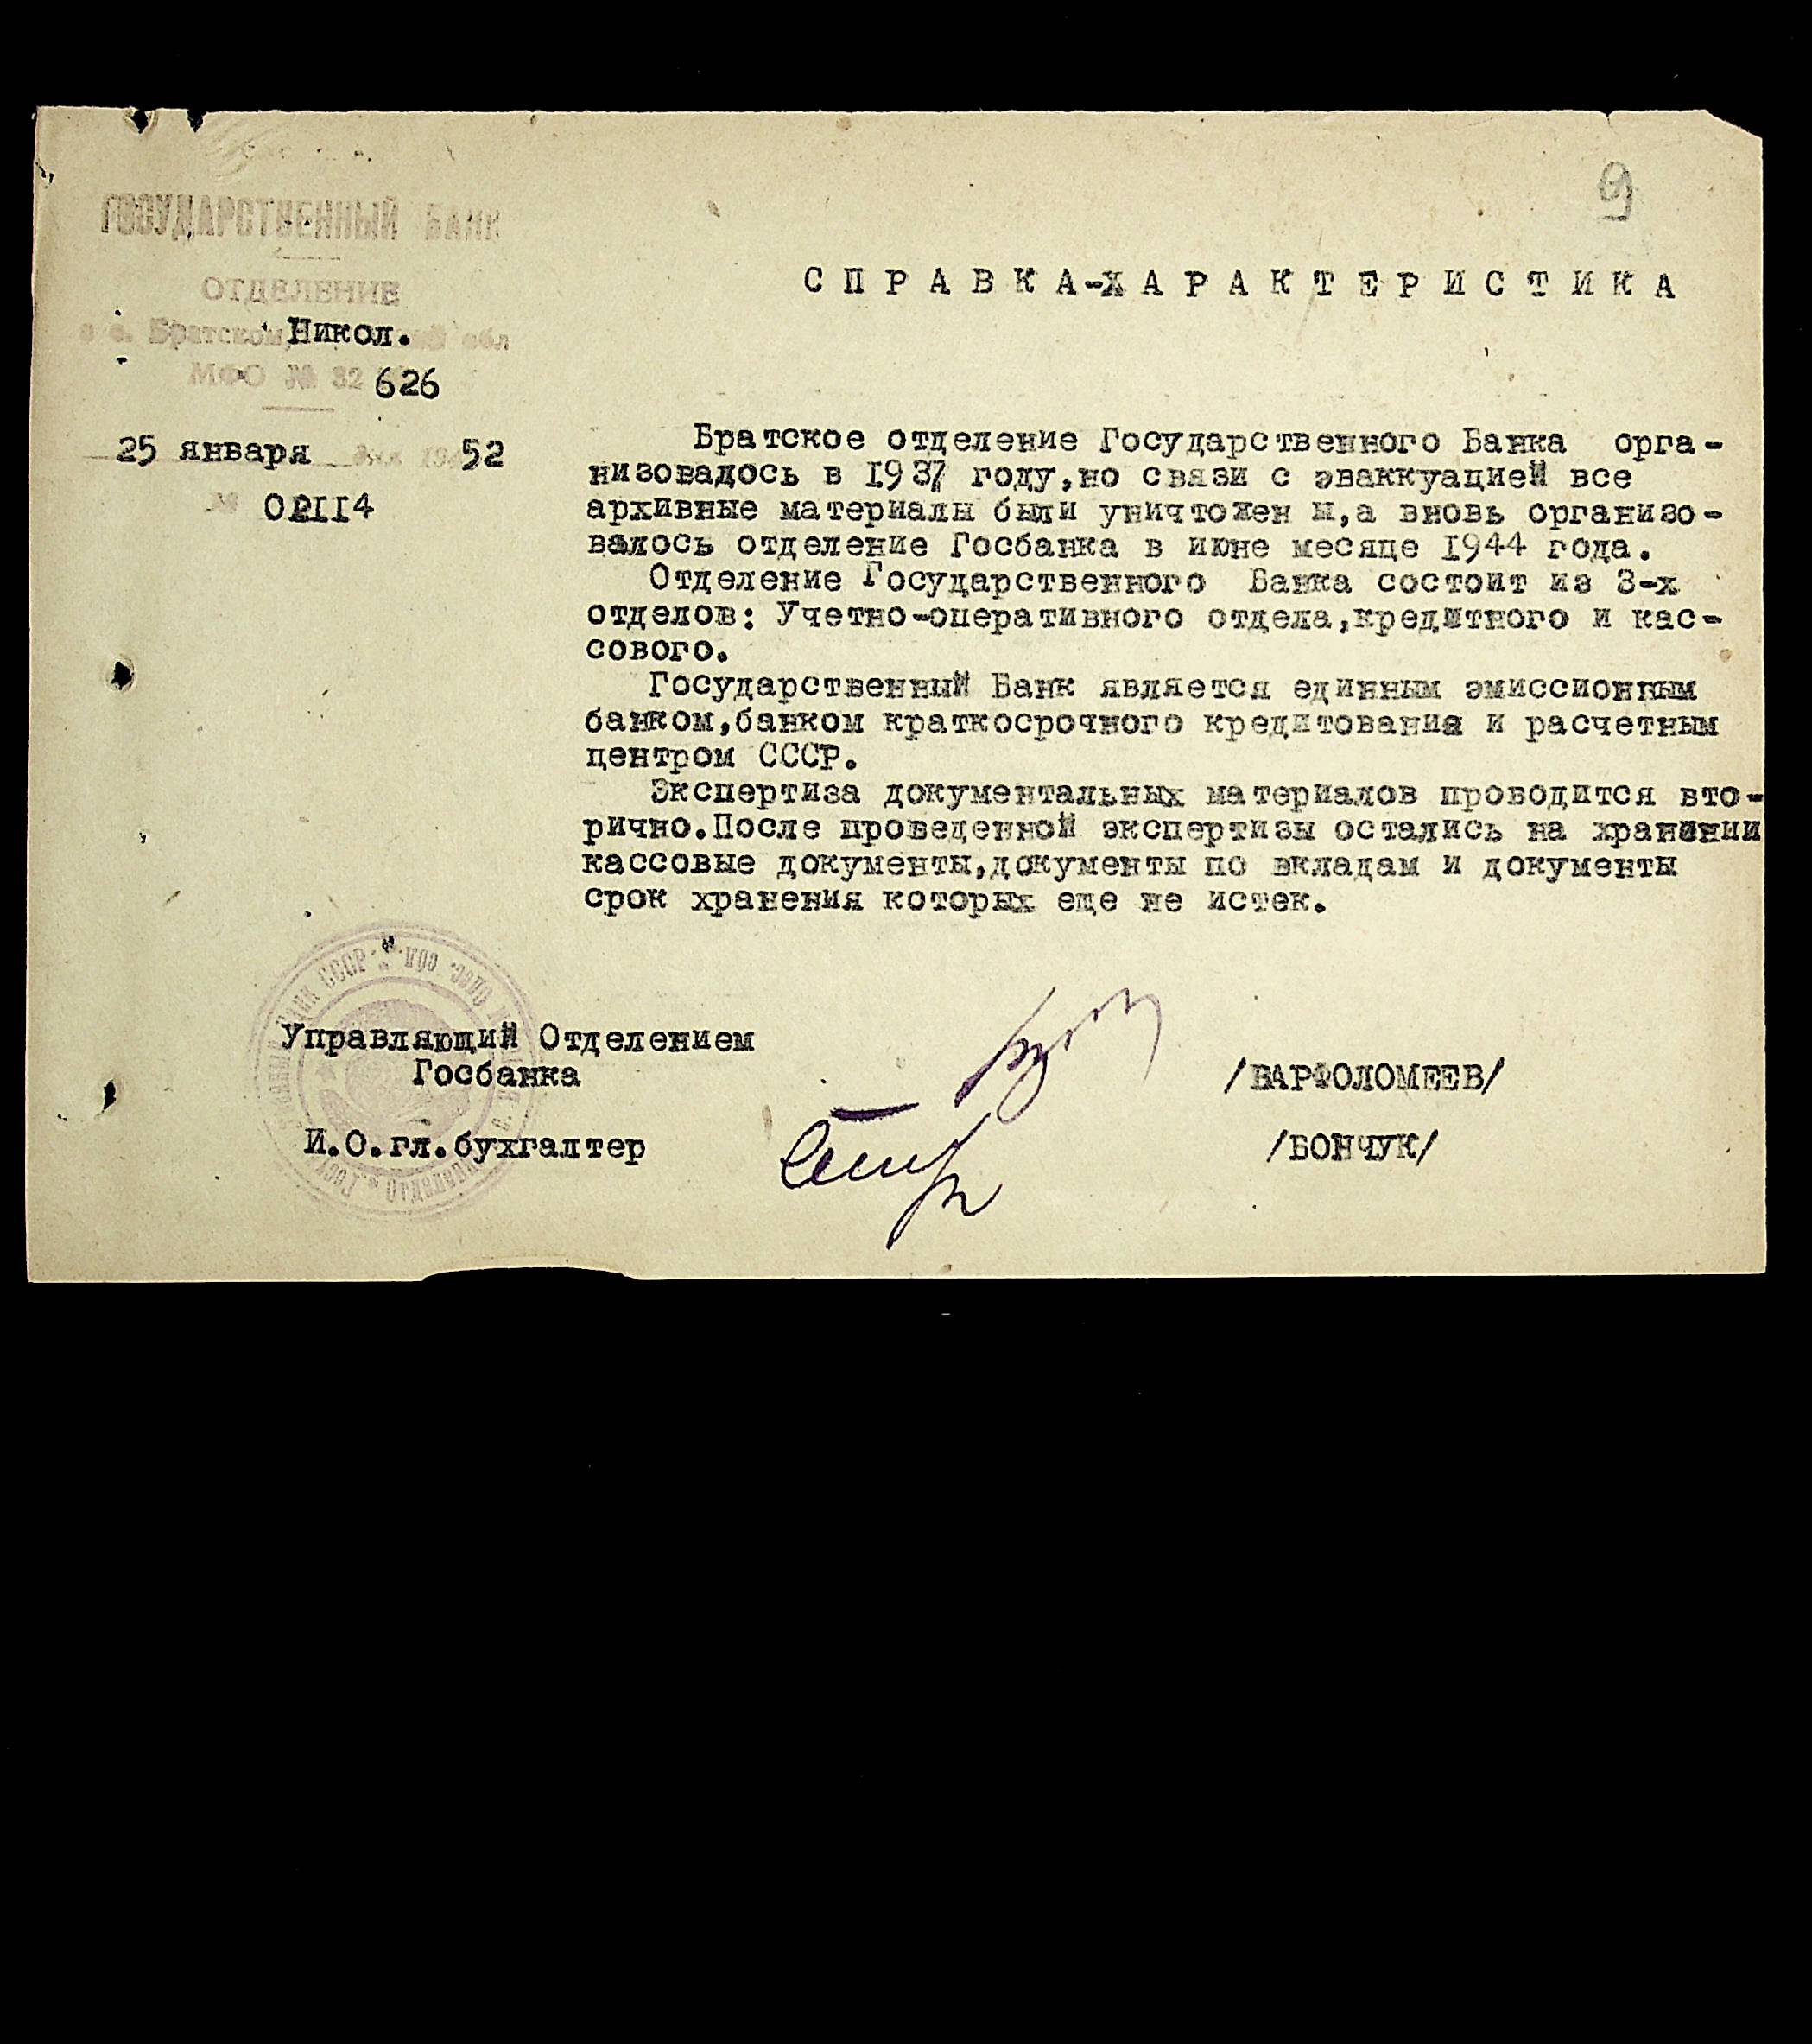 9
ГОСУДАРСТВЕННЫЙ БАНК
ОТДЕЛЕНИЕ
в с. Братском, Никол. обл
МФО № 32 626
25 января 52
№ 02114
СПРАВКА-ХАРАКТЕРИСТИКА
Братское отделение Государственного Банка орга-
низовадось в 1937 году,но связи с эваккуацией все
архивные материалы были уничтожен ы,а вновь организо-
валось отделение Госбанка в июне месяце 1944 года.
Отделение Государственного Банка состоит из 3-х
отделов: Учетно-оперативного отдела,кредитного и кас-
сового.
Государственный Банк является единным эмиссионным
банком,банком краткосрочного кредитования и расчетным
центром СССР.
Экспертиза документальных материалов проводится вто-
рично.После проведенной экспертизы остались на хранении
кассовые документы,документы по вкладам и документы
срок хранения которых еще не истек.
Управляющий Отделением
Госбанка
/ВАРФОЛОМЕЕВ/
И.О.гл.бухгалтер
/БОНЧУК/